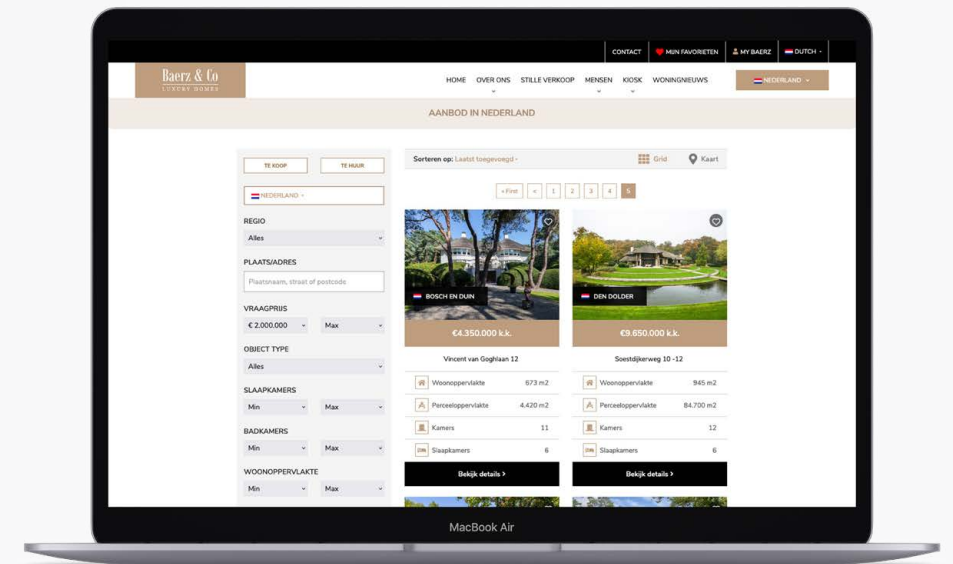 CONTACT
MIJN FAVORIETEN
MY BAERZ
DUTCH
Baerz & Co
LUXURY HOMES
HOME OVER ONS STILLE VERKOOP MENSEN KIOSK WONINGNIEUWS
NEDERLAND
AANBOD IN NEDERLAND
TE KOOP TE HUUR
NEDERLAND
REGIO
Alles
PLAATS/ADRES
Plaatsnaam, straat of postcode
VRAAGPRIJS
€ 2.000.000 Max
OBJECT TYPE
Alles
SLAAPKAMERS
Min Max
BADKAMERS
Min Max
WOONOPPERVLAKTE
Min Max
Sorteren op: Laatst toegevoegd -
Grid Kaart
« First < 1 2 3 4 5
BOSCH EN DUIN
€4.350.000 k.k.
Vincent van Goghlaan 12
Woonoppervlakte 673 m2
Perceeloppervlakte 4.420 m2
Kamers 11
Slaapkamers 6
Bekijk details >
DEN DOLDER
€9.650.000 k.k.
Soestdijkerweg 10 -12
Woonoppervlakte 945 m2
Perceeloppervlakte 84.700 m2
Kamers 12
Slaapkamers 6
Bekijk details >
MacBook Air